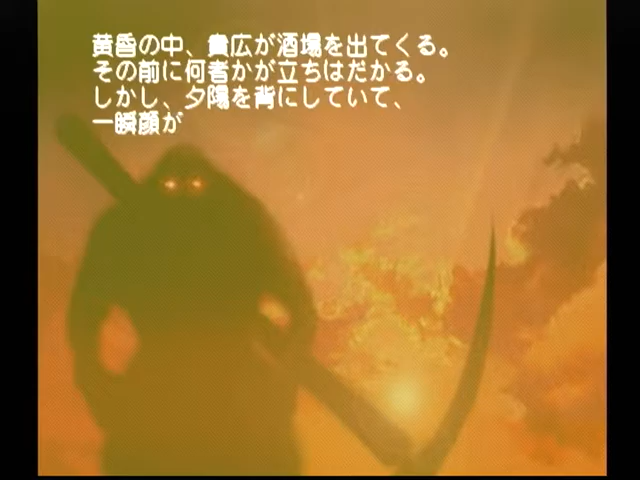 黄昏の中、貴広が酒場を出てくる。
その前に何者かが立ちはだかる。
しかし、夕陽を背にしていて、
一瞬顔が